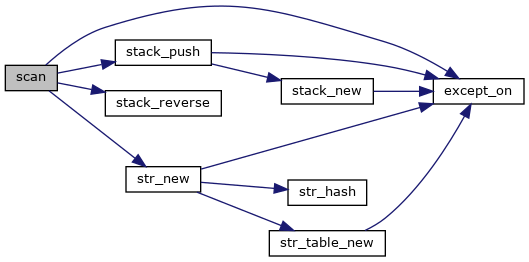 scan
stack_push
stack_reverse
str_new
stack_new
except_on
str_hash
str_table_new